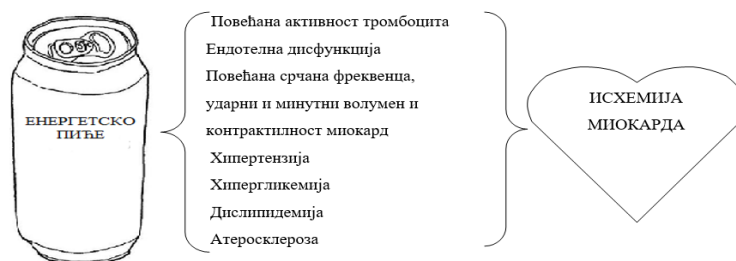 ЕНЕРГЕТСКО
ПИЋЕ
Повећана активност тромбоцита
Ендотелна дисфункција
Повећана срчана фреквенца,
ударни и минутни волумен и
контрактилност миокард
Хипертензија
Хипергликемија
Дислипидемија
Атеросклероза
ИСХЕМИЈА
МИОКАРДА